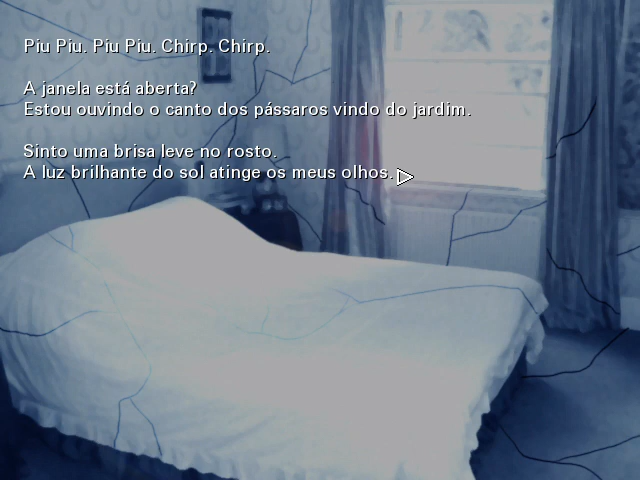 Piu Piu. Piu Piu. Chirp. Chirp.
A janela está aberta?
Estou ouvindo o canto dos pássaros vindo do jardim.
Sinto uma brisa leve no rosto.
A luz brilhante do sol atinge os meus olhos.